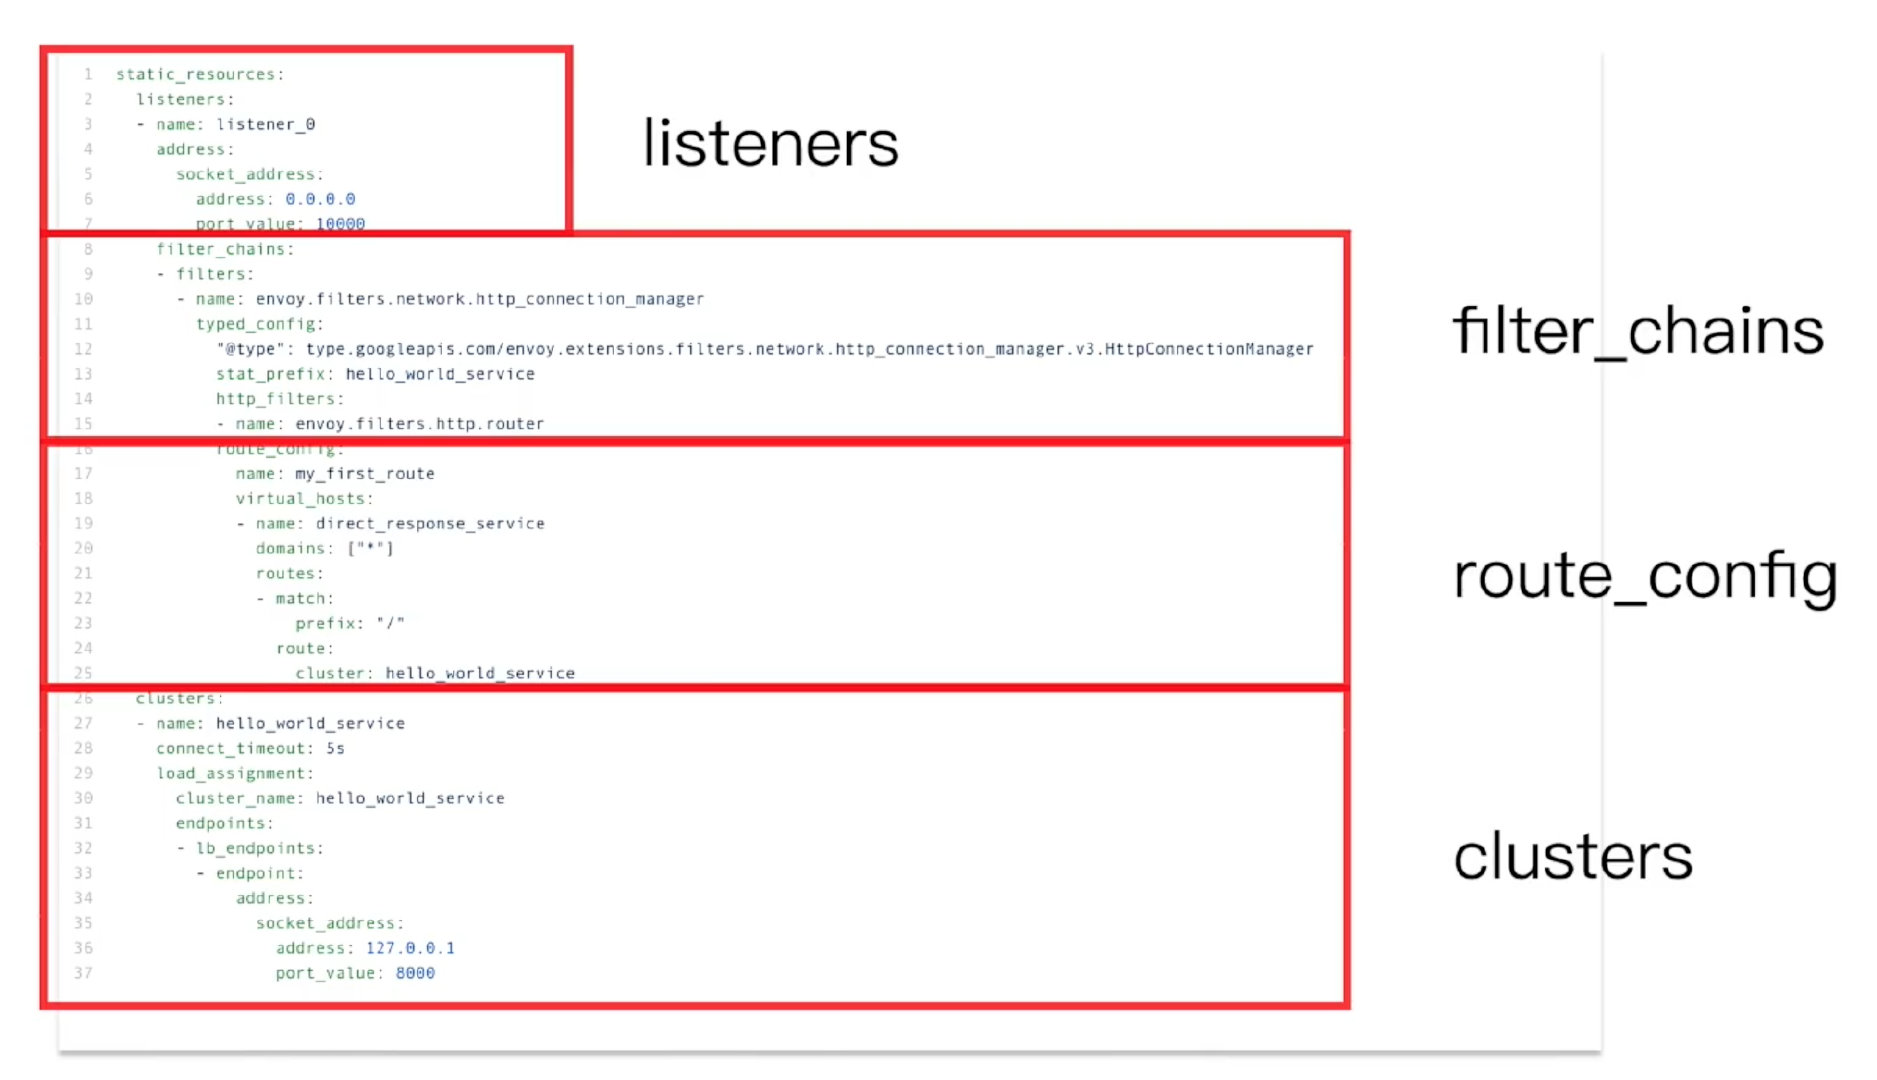 1 static_resources:
2   listeners:
3   - name: listener_0
4     address:
5       socket_address:
6         address: 0.0.0.0
7         port_value: 10000
listeners
8     filter_chains:
9     - filters:
10       - name: envoy.filters.network.http_connection_manager
11         typed_config:
12           "@type": type.googleapis.com/envoy.extensions.filters.network.http_connection_manager.v3.HttpConnectionManager
13           stat_prefix: hello_world_service
14           http_filters:
15           - name: envoy.filters.http.router
filter_chains
16           route_config:
17             name: my_first_route
18             virtual_hosts:
19             - name: direct_response_service
20               domains: ["*"]
21               routes:
22               - match:
23                   prefix: "/"
24                 route:
25                   cluster: hello_world_service
route_config
26   clusters:
27   - name: hello_world_service
28     connect_timeout: 5s
29     load_assignment:
30       cluster_name: hello_world_service
31       endpoints:
32       - lb_endpoints:
33         - endpoint:
34             address:
35               socket_address:
36                 address: 127.0.0.1
37                 port_value: 8000
clusters